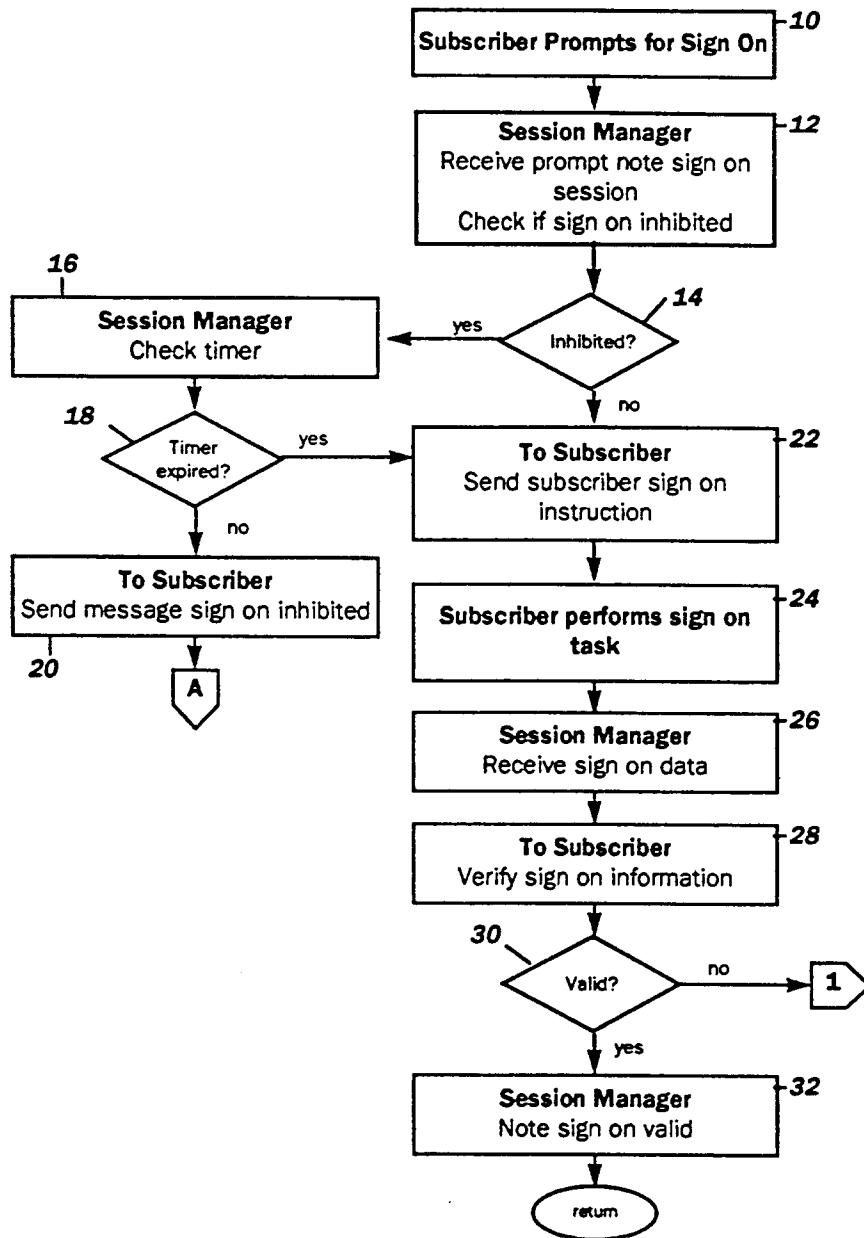 10
Subscriber Prompts for Sign On
12
Session Manager
Receive prompt note sign on
session
Check if sign on inhibited
16
Session Manager
Check timer
yes
14
Inhibited?
no
18
Timer
expired?
yes
22
To Subscriber
Send subscriber sign on
instruction
no
To Subscriber
Send message sign on inhibited
20
A
24
Subscriber performs sign on
task
26
Session Manager
Receive sign on data
28
To Subscriber
Verify sign on information
30
Valid?
no
1
yes
32
Session Manager
Note sign on valid
return